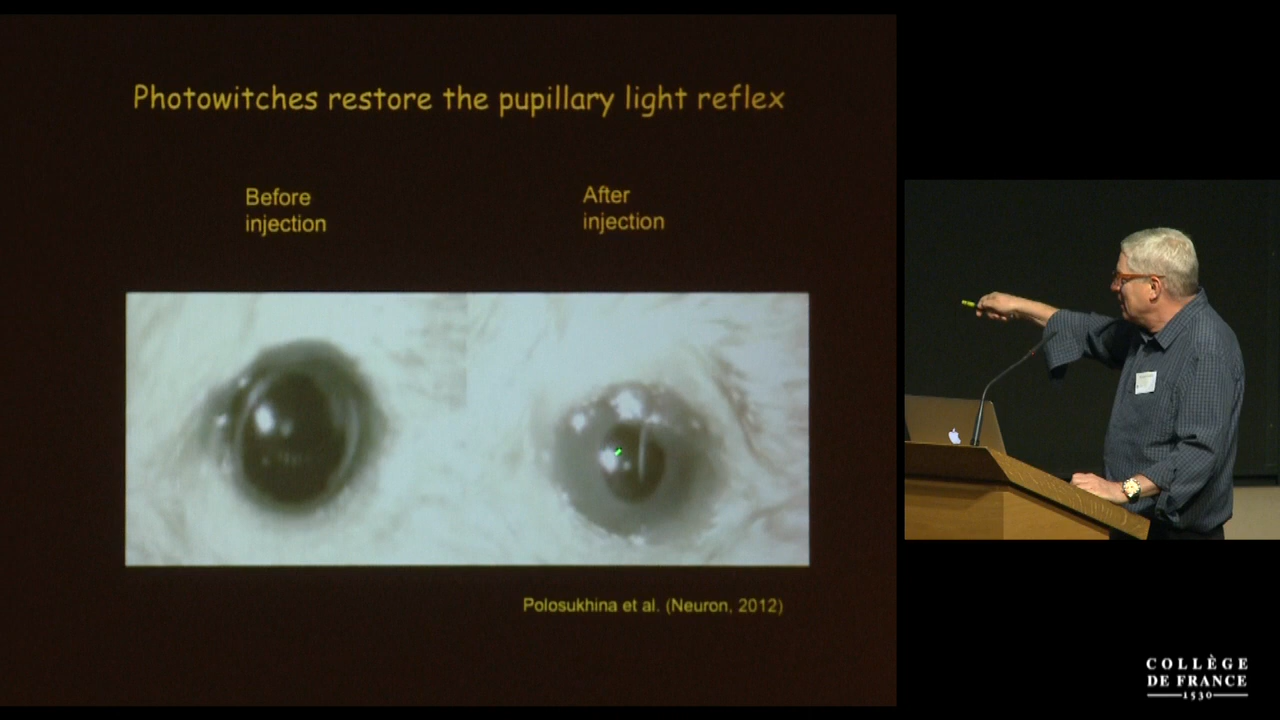 Photowitches restore the pupillary light reflex
Before
injection
After
injection
Polosukhina et al. (Neuron, 2012)
COLLÈGE
DE FRANCE
1530